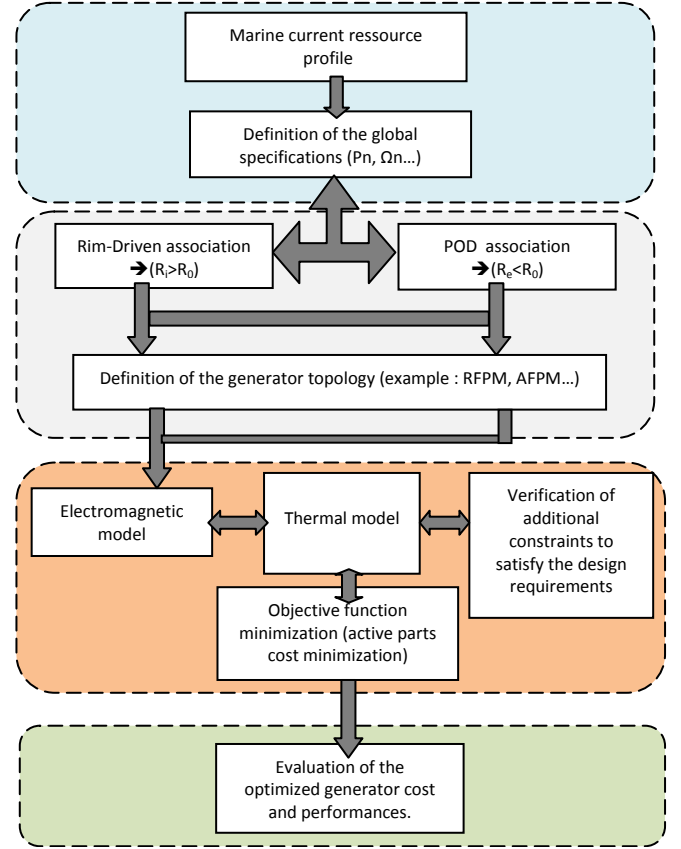 Marine current ressource
profile
Definition of the global
specifications (Pn, Ωn…)
Rim-Driven association
➔(Rᵢ>R₀)
POD association
➔(Rₑ<R₀)
Definition of the generator topology (example : RFPM, AFPM…)
Electromagnetic
model
Thermal model
Verification of
additional
constraints to
satisfy the design
requirements
Objective function
minimization (active parts
cost minimization)
Evaluation of the
optimized generator cost
and performances.